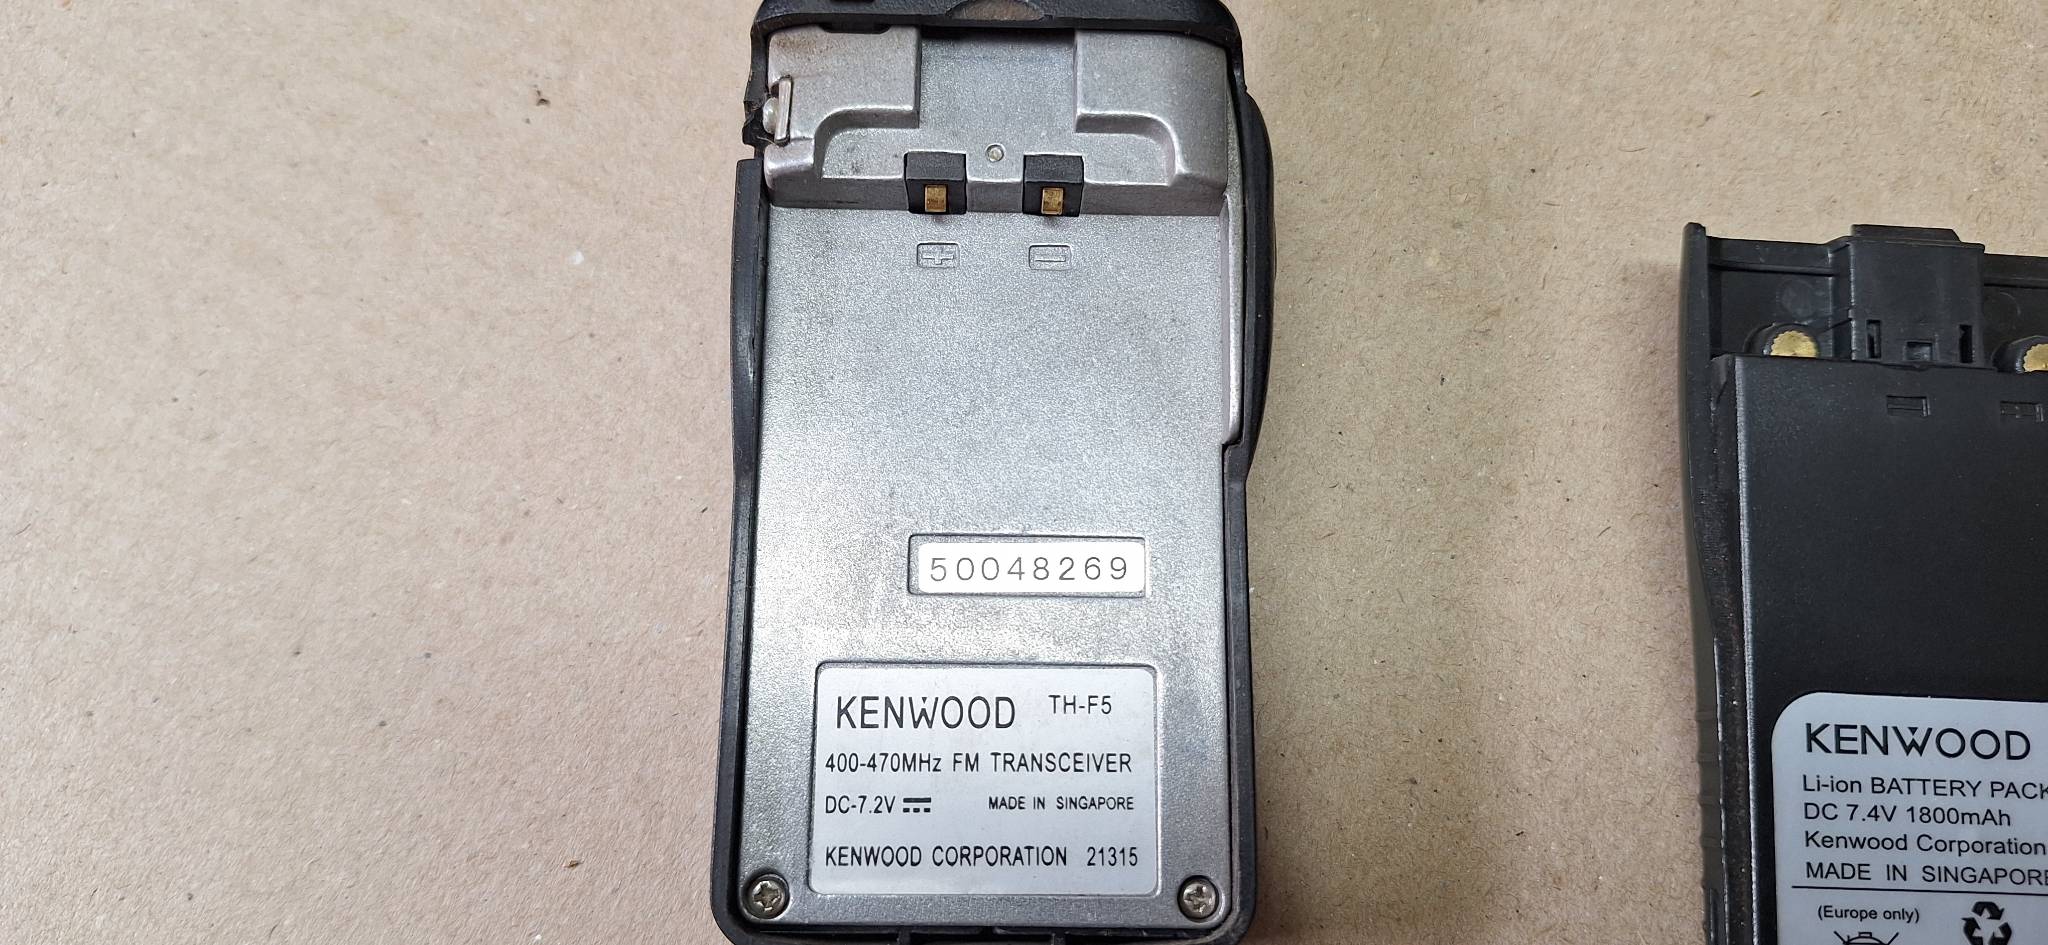 + −
50048269
KENWOOD TH-F5
400-470MHz FM TRANSCEIVER
DC-7.2V ⎓ MADE IN SINGAPORE
KENWOOD CORPORATION 21315
− +
KENWOOD
Li-ion BATTERY PACK
DC 7.4V 1800mAh
Kenwood Corporation
MADE IN SINGAPORE
(Europe only)